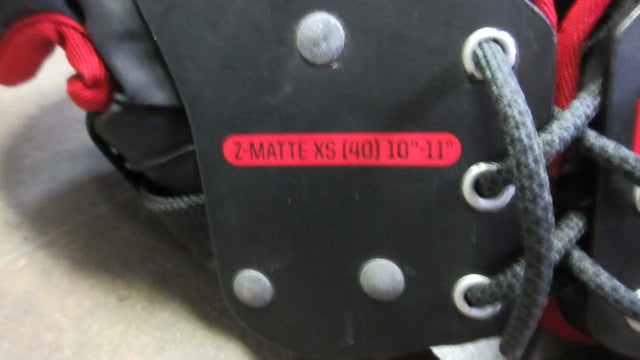 Z-MATTE XS (40) 10"-11"